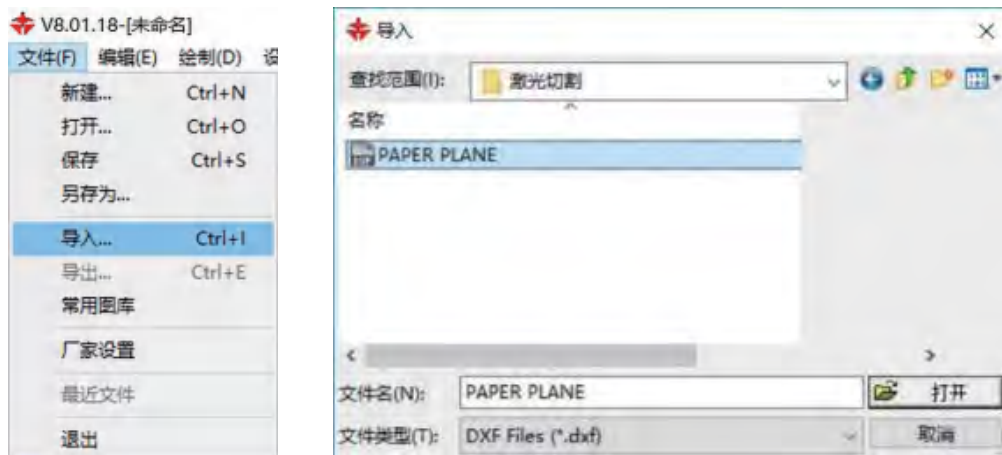 V8.01.18-[未命名]
文件(F) 编辑(E) 绘制(D) 设
新建... Ctrl+N
打开... Ctrl+O
保存 Ctrl+S
另存为...
导入... Ctrl+I
导出... Ctrl+E
常用图库
厂家设置
最近文件
退出
导入
查找范围(I): 激光切割
名称
PAPER PLANE
文件名(N): PAPER PLANE 打开
文件类型(T): DXF Files (*.dxf) 取消